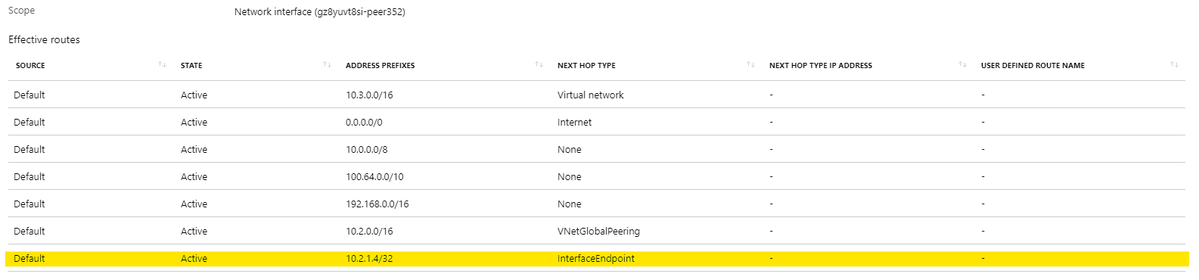 Scope Network interface (gz8yuvt8si-peer352)
Effective routes
SOURCE STATE ADDRESS PREFIXES NEXT HOP TYPE NEXT HOP TYPE IP ADDRESS USER DEFINED ROUTE NAME
Default Active 10.3.0.0/16 Virtual network - -
Default Active 0.0.0.0/0 Internet - -
Default Active 10.0.0.0/8 None - -
Default Active 100.64.0.0/10 None - -
Default Active 192.168.0.0/16 None - -
Default Active 10.2.0.0/16 VNetGlobalPeering - -
Default Active 10.2.1.4/32 InterfaceEndpoint - -